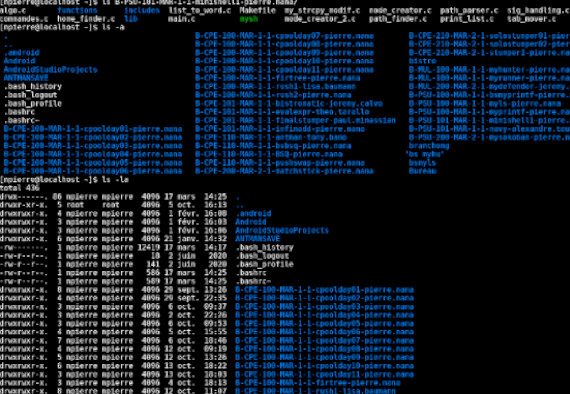 [mpierre@localhost ~]$ ls B-PSU-101-MAR-1-1-minishell1-pierre.nana/
algo.c functions includes list_to_word.c Makefile my_strcpy_modif.c node_creator.c path_parser.c sig_handling.c
commandes.c home_finder.c lib main.c mysh node_creator_2.c path_finder.c print_list.c tab_mover.c
[mpierre@localhost ~]$ ls -a
. B-CPE-100-MAR-1-1-cpoolday07-pierre.nana B-CPE-210-MAR-2-1-solostumper01-pierre.nana
.. B-CPE-100-MAR-1-1-cpoolday08-pierre.nana B-CPE-210-MAR-2-1-solostumper02-pierre.nana
.android B-CPE-100-MAR-1-1-cpoolday09-pierre.nana B-CPE-210-MAR-2-1-stumper1-pierre.nana
Android B-CPE-100-MAR-1-1-cpoolday10-pierre.nana bistro
AndroidStudioProjects B-CPE-100-MAR-1-1-cpoolday11-pierre.nana B-MUL-100-MAR-1-1-myhunter-pierre.nana
ANTMANSAVE B-CPE-100-MAR-1-1-firtree-pierre.nana B-MUL-100-MAR-1-1-myrunner-pierre.nana
.bash_history B-CPE-100-MAR-1-1-rush1-lisa.baumann B-MUL-200-MAR-2-1-mydefender-jeremy.
.bash_logout B-CPE-100-MAR-1-1-rush2-pierre.nana B-PSU-100-MAR-1-1-bsmyprintf-pierre.nana
.bash_profile B-CPE-101-MAR-1-1-bistromatic-jeremy.calvo B-PSU-100-MAR-1-1-myls-pierre.nana
.bashrc B-CPE-101-MAR-1-1-evalexpr-theo.tarollo B-PSU-100-MAR-1-1-myprintf-pierre.nana
.bashrc~ B-CPE-101-MAR-1-1-finalstumper-paul.minassian B-PSU-101-MAR-1-1-minishell1-pierre.nana
B-CPE-100-MAR-1-1-cpoolday01-pierre.nana B-CPE-110-MAR-1-1-infinadd-pierre.nana B-PSU-101-MAR-1-1-navy-alexandre.
B-CPE-100-MAR-1-1-cpoolday02-pierre.nana B-CPE-110-MAR-1-1-antman-tony. B-PSU-101-MAR-1-1-mysokoban-pierre.nana
B-CPE-100-MAR-1-1-cpoolday03-pierre.nana B-CPE-110-MAR-1-1-bsbsq-pierre.nana
B-CPE-100-MAR-1-1-cpoolday04-pierre.nana B-CPE-110-MAR-1-1-BSQ-pierre.nana
B-CPE-100-MAR-1-1-cpoolday05-pierre.nana B-CPE-110-MAR-1-1-pushswap-pierre.nana bsmyls
B-CPE-100-MAR-1-1-cpoolday06-pierre.nana B-CPE-200-MAR-2-1-matchstick-pierre.nana Bureau
[mpierre@localhost ~]$ ls -la
total 436
drwx------. 86 mpierre mpierre 4096 17 mars 14:25 .
drwxr-xr-x. 5 root root 4096 5 oct. 16:13 ..
drwxrwxr-x. 4 mpierre mpierre 4096 1 févr. 16:08 .android
drwxrwxr-x. 3 mpierre mpierre 4096 1 févr. 16:03 Android
drwxrwxr-x. 3 mpierre mpierre 4096 1 févr. 16:06 AndroidStudioProjects
drwxrwxr-x. 6 mpierre mpierre 4096 21 janv. 14:32 ANTMANSAVE
-rw-------. 1 mpierre mpierre 12419 17 mars 14:17 .bash_history
-rw-r--r--. 1 mpierre mpierre 18 2 juin 2020 .bash_logout
-rw-r--r--. 1 mpierre mpierre 141 2 juin 2020 .bash_profile
-rw-r--r--. 1 mpierre mpierre 586 17 mars 14:25 .bashrc
-rw-r--r--. 1 mpierre mpierre 589 17 mars 14:25 .bashrc~
drwxrwxr-x. 8 mpierre mpierre 4096 29 sept. 13:26 B-CPE-100-MAR-1-1-cpoolday01-pierre.nana
drwxrwxr-x. 4 mpierre mpierre 4096 29 sept. 22:35 B-CPE-100-MAR-1-1-cpoolday02-pierre.nana
drwxrwxr-x. 3 mpierre mpierre 4096 6 oct. 09:37 B-CPE-100-MAR-1-1-cpoolday03-pierre.nana
drwxrwxr-x. 3 mpierre mpierre 4096 2 oct. 22:26 B-CPE-100-MAR-1-1-cpoolday04-pierre.nana
drwxrwxr-x. 3 mpierre mpierre 4096 6 oct. 09:53 B-CPE-100-MAR-1-1-cpoolday05-pierre.nana
drwxrwxr-x. 4 mpierre mpierre 4096 6 oct. 15:55 B-CPE-100-MAR-1-1-cpoolday06-pierre.nana
drwxrwxr-x. 7 mpierre mpierre 4096 8 oct. 10:46 B-CPE-100-MAR-1-1-cpoolday07-pierre.nana
drwxrwxr-x. 4 mpierre mpierre 4096 12 oct. 09:19 B-CPE-100-MAR-1-1-cpoolday08-pierre.nana
drwxrwxr-x. 5 mpierre mpierre 4096 12 oct. 13:26 B-CPE-100-MAR-1-1-cpoolday09-pierre.nana
drwxrwxr-x. 6 mpierre mpierre 4096 13 oct. 18:22 B-CPE-100-MAR-1-1-cpoolday10-pierre.nana
drwxrwxr-x. 3 mpierre mpierre 4096 13 oct. 18:03 B-CPE-100-MAR-1-1-cpoolday11-pierre.nana
drwxrwxr-x. 3 mpierre mpierre 4096 4 oct. 18:13 B-CPE-100-MAR-1-1-firtree-pierre.nana
drwxrwxr-x. 8 mpierre mpierre 4096 12 oct. 11:07 B-CPE-100-MAR-1-1-rush1-lisa.baumann